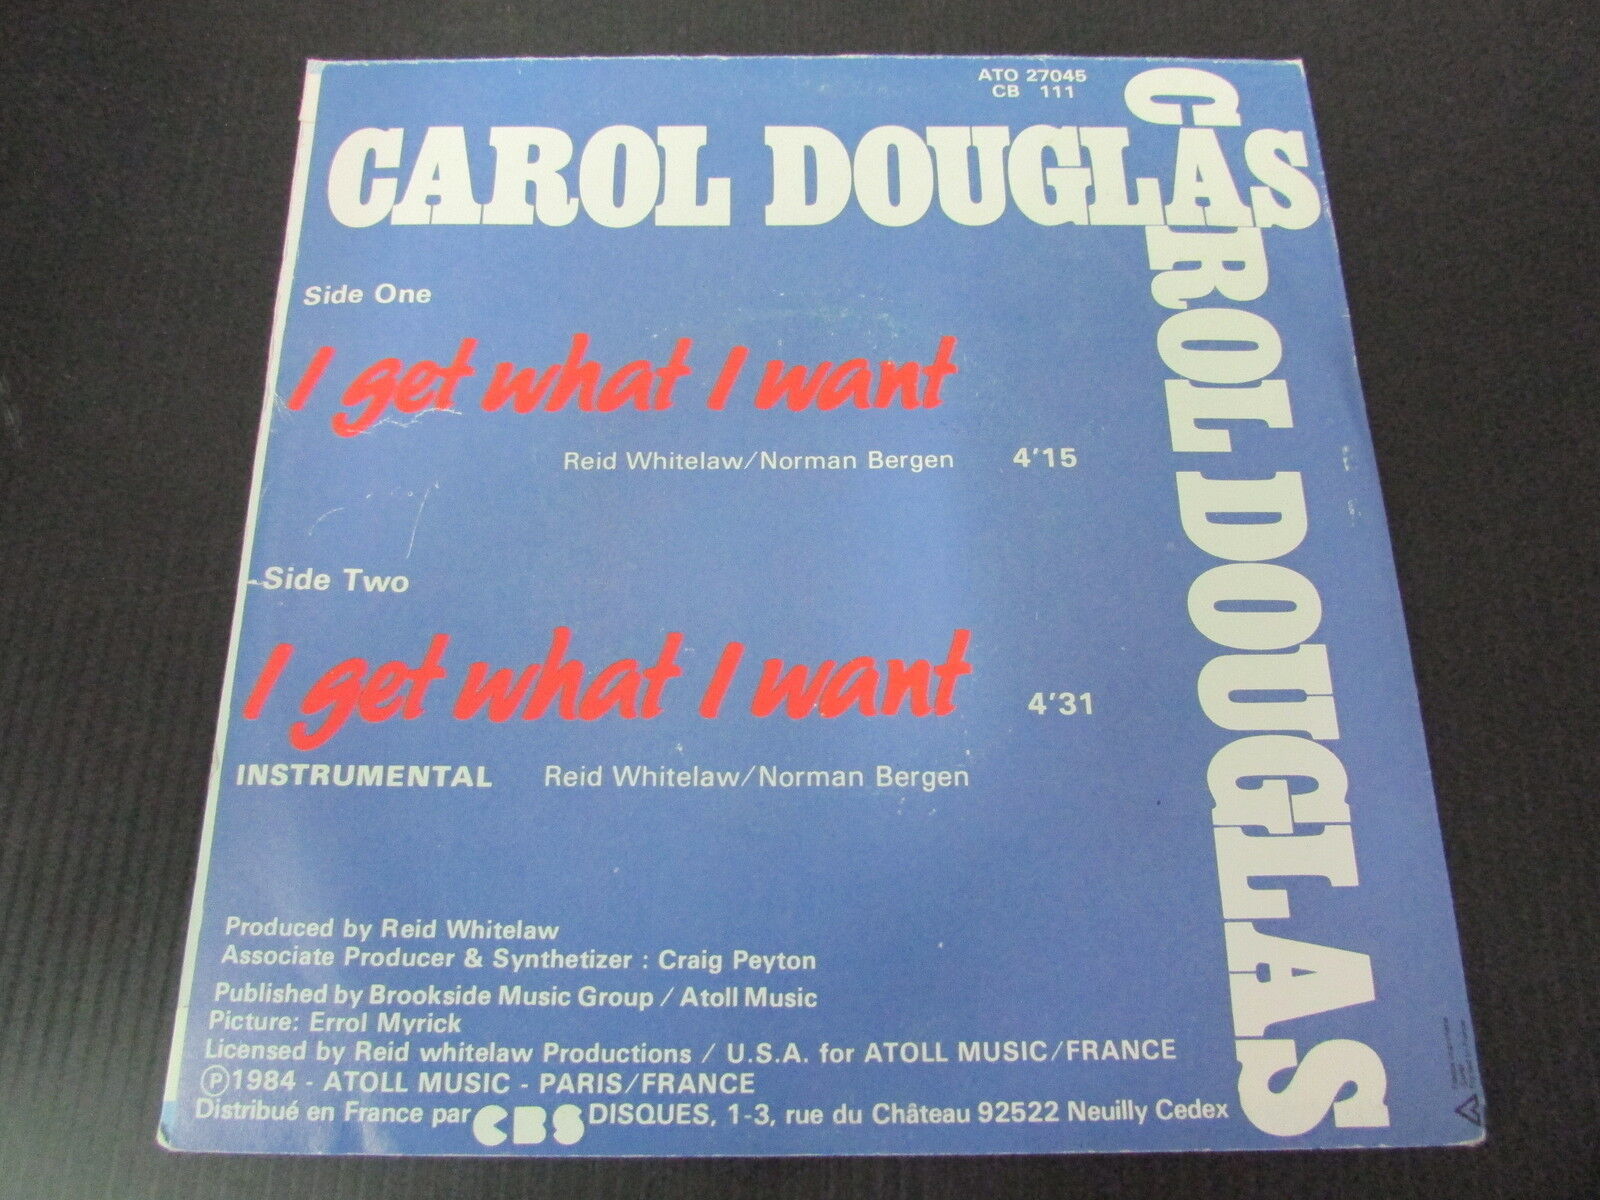 ATO 27045
CB 111
CAROL DOUGLAS
CAROL DOUGLAS
Side One
I get what I want
Reid Whitelaw/Norman Bergen 4'15
Side Two
I get what I want 4'31
INSTRUMENTAL Reid Whitelaw/Norman Bergen
Produced by Reid Whitelaw
Associate Producer & Synthetizer : Craig Peyton
Published by Brookside Music Group / Atoll Music
Picture: Errol Myrick
Licensed by Reid whitelaw Productions / U.S.A. for ATOLL MUSIC/FRANCE
Ⓟ1984 - ATOLL MUSIC - PARIS/FRANCE
Distribué en France par CBS DISQUES, 1-3, rue du Château 92522 Neuilly Cedex